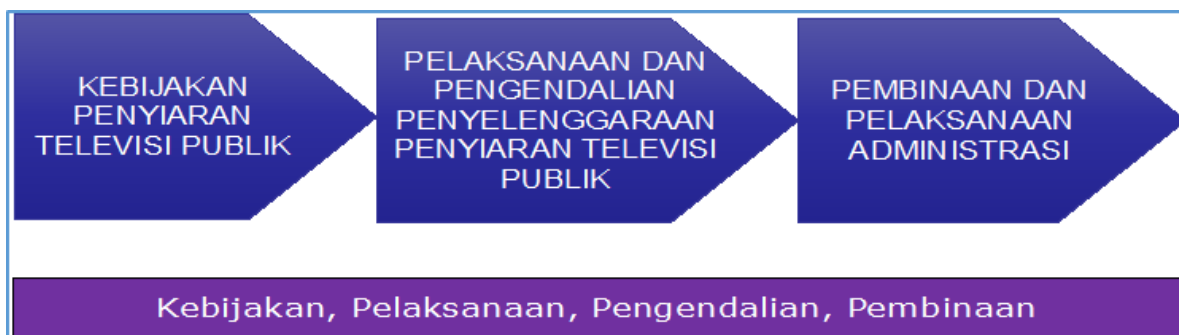 KEBIJAKAN
PENYIARAN
TELEVISI PUBLIK
PELAKSANAAN DAN
PENGENDALIAN
PENYELENGGARAAN
PENYIARAN TELEVISI
PUBLIK
PEMBINAAN DAN
PELAKSANAAN
ADMINISTRASI
Kebijakan, Pelaksanaan, Pengendalian, Pembinaan